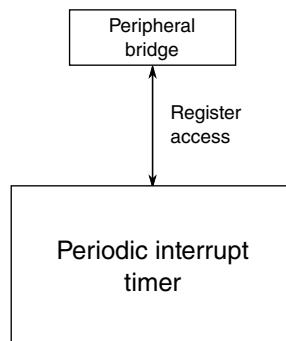 Peripheral
bridge
Register
access
Periodic interrupt
timer